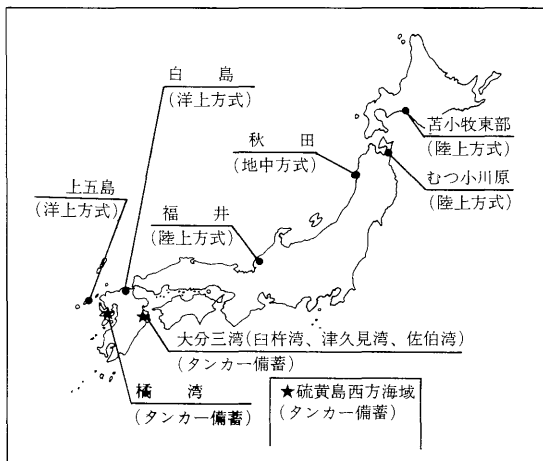 白島
(洋上方式)
秋田
(地中方式)
苫小牧東部
(陸上方式)
むつ小川原
(陸上方式)
上五島
(洋上方式)
福井
(陸上方式)
大分三湾(臼杵湾、津久見湾、佐伯湾)
(タンカー備蓄)
橘湾
(タンカー備蓄)
★硫黄島西方海域
(タンカー備蓄)